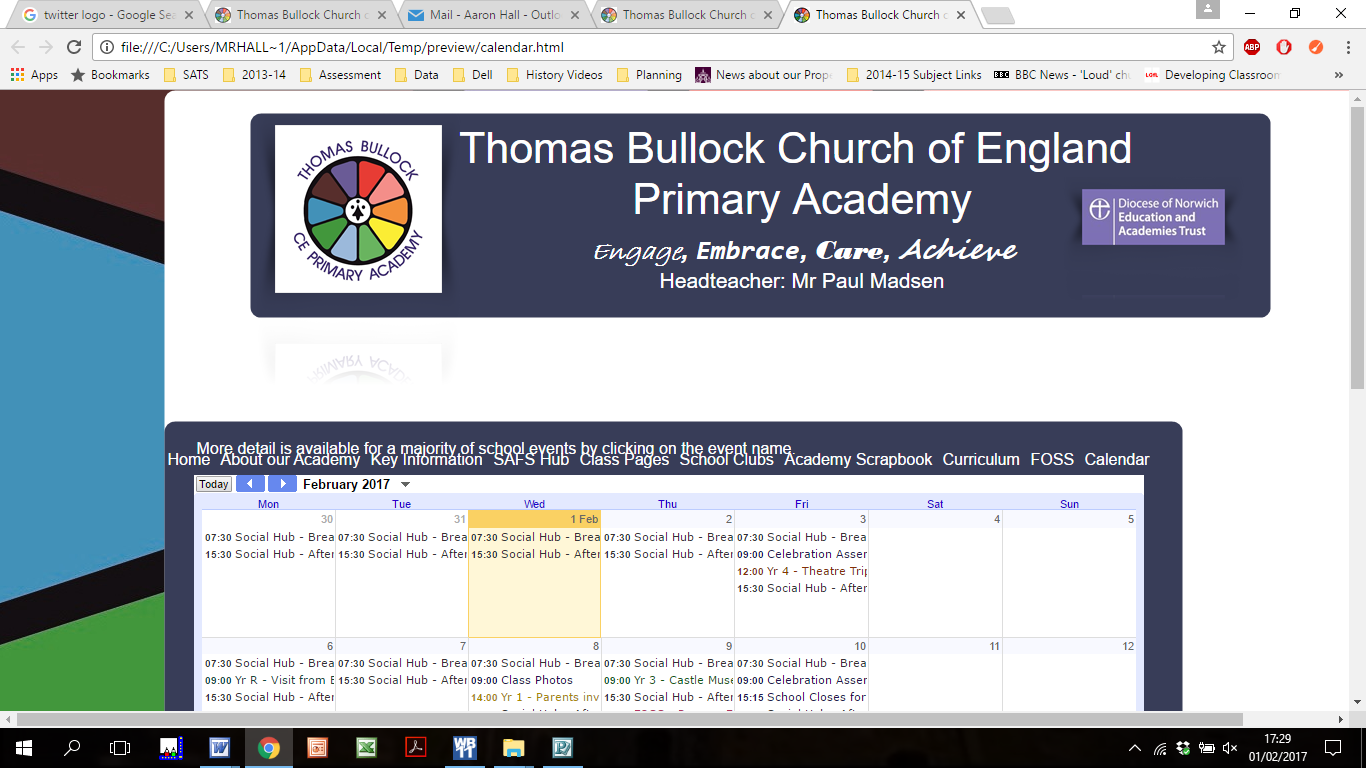 twitter logo - Google Sea
Thomas Bullock Church o
Mail - Aaron Hall - Outlo
Thomas Bullock Church o
Thomas Bullock Church o
file:///C:/Users/MRHALL~1/AppData/Local/Temp/preview/calendar.html
ABP
Apps Bookmarks SATS 2013-14 Assessment Data Dell History Videos Planning News about our Prope 2014-15 Subject Links BBC BBC News - 'Loud' chu LGfL Developing Classroom »
THOMAS BULLOCK
CE PRIMARY ACADEMY
Thomas Bullock Church of England
Primary Academy
Engage, Embrace, Care, Achieve
Headteacher: Mr Paul Madsen
Diocese of Norwich
Education and
Academies Trust
More detail is available for a majority of school events by clicking on the event name.
Home About our Academy Key Information SAFS Hub Class Pages School Clubs Academy Scrapbook Curriculum FOSS Calendar
Today February 2017
Mon Tue Wed Thu Fri Sat Sun
30 31 1 Feb 2 3 4 5
07:30 Social Hub - Brea 07:30 Social Hub - Brea 07:30 Social Hub - Brea 07:30 Social Hub - Brea 07:30 Social Hub - Brea
15:30 Social Hub - After 15:30 Social Hub - After 15:30 Social Hub - After 15:30 Social Hub - After 09:00 Celebration Asser
12:00 Yr 4 - Theatre Trip
15:30 Social Hub - After
6 7 8 9 10 11 12
07:30 Social Hub - Brea 07:30 Social Hub - Brea 07:30 Social Hub - Brea 07:30 Social Hub - Brea 07:30 Social Hub - Brea
09:00 Yr R - Visit from E 15:30 Social Hub - After 09:00 Class Photos 09:00 Yr 3 - Castle Muse 09:00 Celebration Asser
15:30 Social Hub - After 14:00 Yr 1 - Parents inv 15:30 Social Hub - After 15:15 School Closes for
17:29
01/02/2017